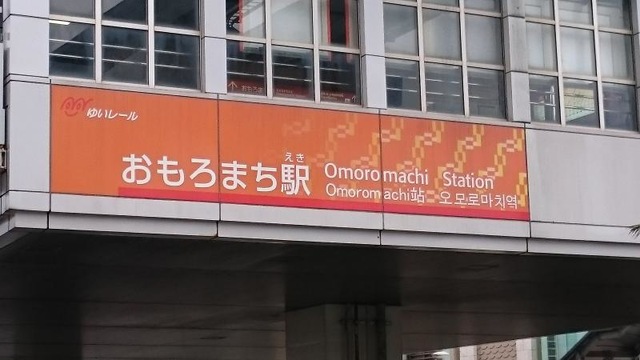 ゆいレール
おもろまち駅
えき
Omoromachi Station
Omoromachi站 오모로마치역